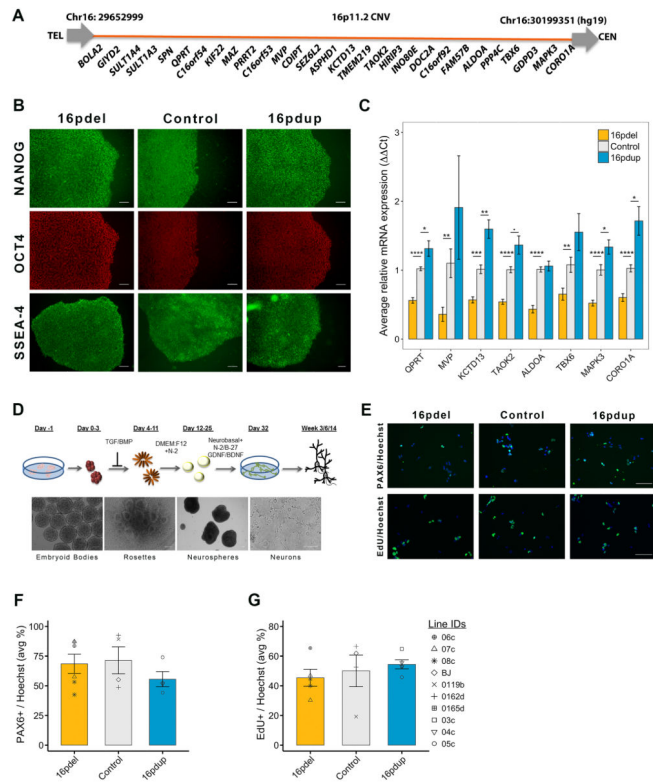 A
Chr16: 29652999
16p11.2 CNV
Chr16:30199351 (hg19)
TEL
CEN
BOLA2
GIYD2
SULT1A4
SULT1A3
SPN
QPRT
C16orf54
KIF22
MAZ
PRRT2
C16orf53
MVP
CDIPT
SEZ6L2
ASPHD1
KCTD13
TMEM219
TAOK2
HIRIP3
INO80E
DOC2A
C16orf92
FAM57B
ALDOA
PPP4C
TBX6
GDPD3
MAPK3
CORO1A
B
16pdel
Control
16pdup
NANOG
OCT4
SSEA-4
C
Average relative mRNA expression (ΔΔCt)
3
2
1
0
16pdel
Control
16pdup
****
*
**
***
**
****
.
****
**
****
*
****
*
QPRT
MVP
KCTD13
TAOK2
ALDOA
TBX6
MAPK3
CORO1A
D
Day -1
Day 0-3
Day 4-11
Day 12-25
Day 32
Week 3/6/14
TGF/BMP
DMEM:F12
+N-2
Neurobasal+
N-2/B-27
GDNF/BDNF
Embryoid Bodies
Rosettes
Neurospheres
Neurons
E
16pdel
Control
16pdup
PAX6/Hoechst
EdU/Hoechst
F
PAX6+ / Hoechst (avg %)
100
75
50
25
0
16pdel
Control
16pdup
G
EdU+ / Hoechst (avg %)
100
75
50
25
0
16pdel
Control
16pdup
Line IDs
06c
07c
08c
BJ
0119b
0162d
0165d
03c
04c
05c